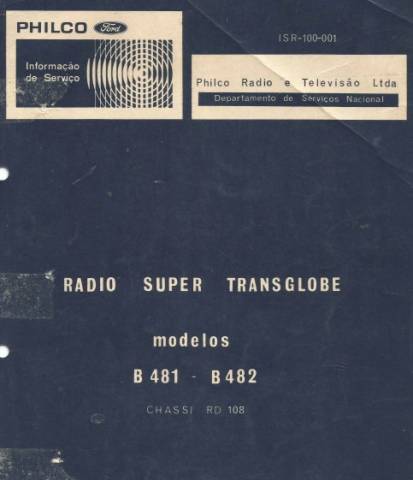 PHILCO Ford
Informação
de Serviço
ISR-100-001
Philco Radio e Televisão Ltda
Departamento de Serviços Nacional
RADIO SUPER TRANSGLOBE
modelos
B 481 - B 482
CHASSI RD 108